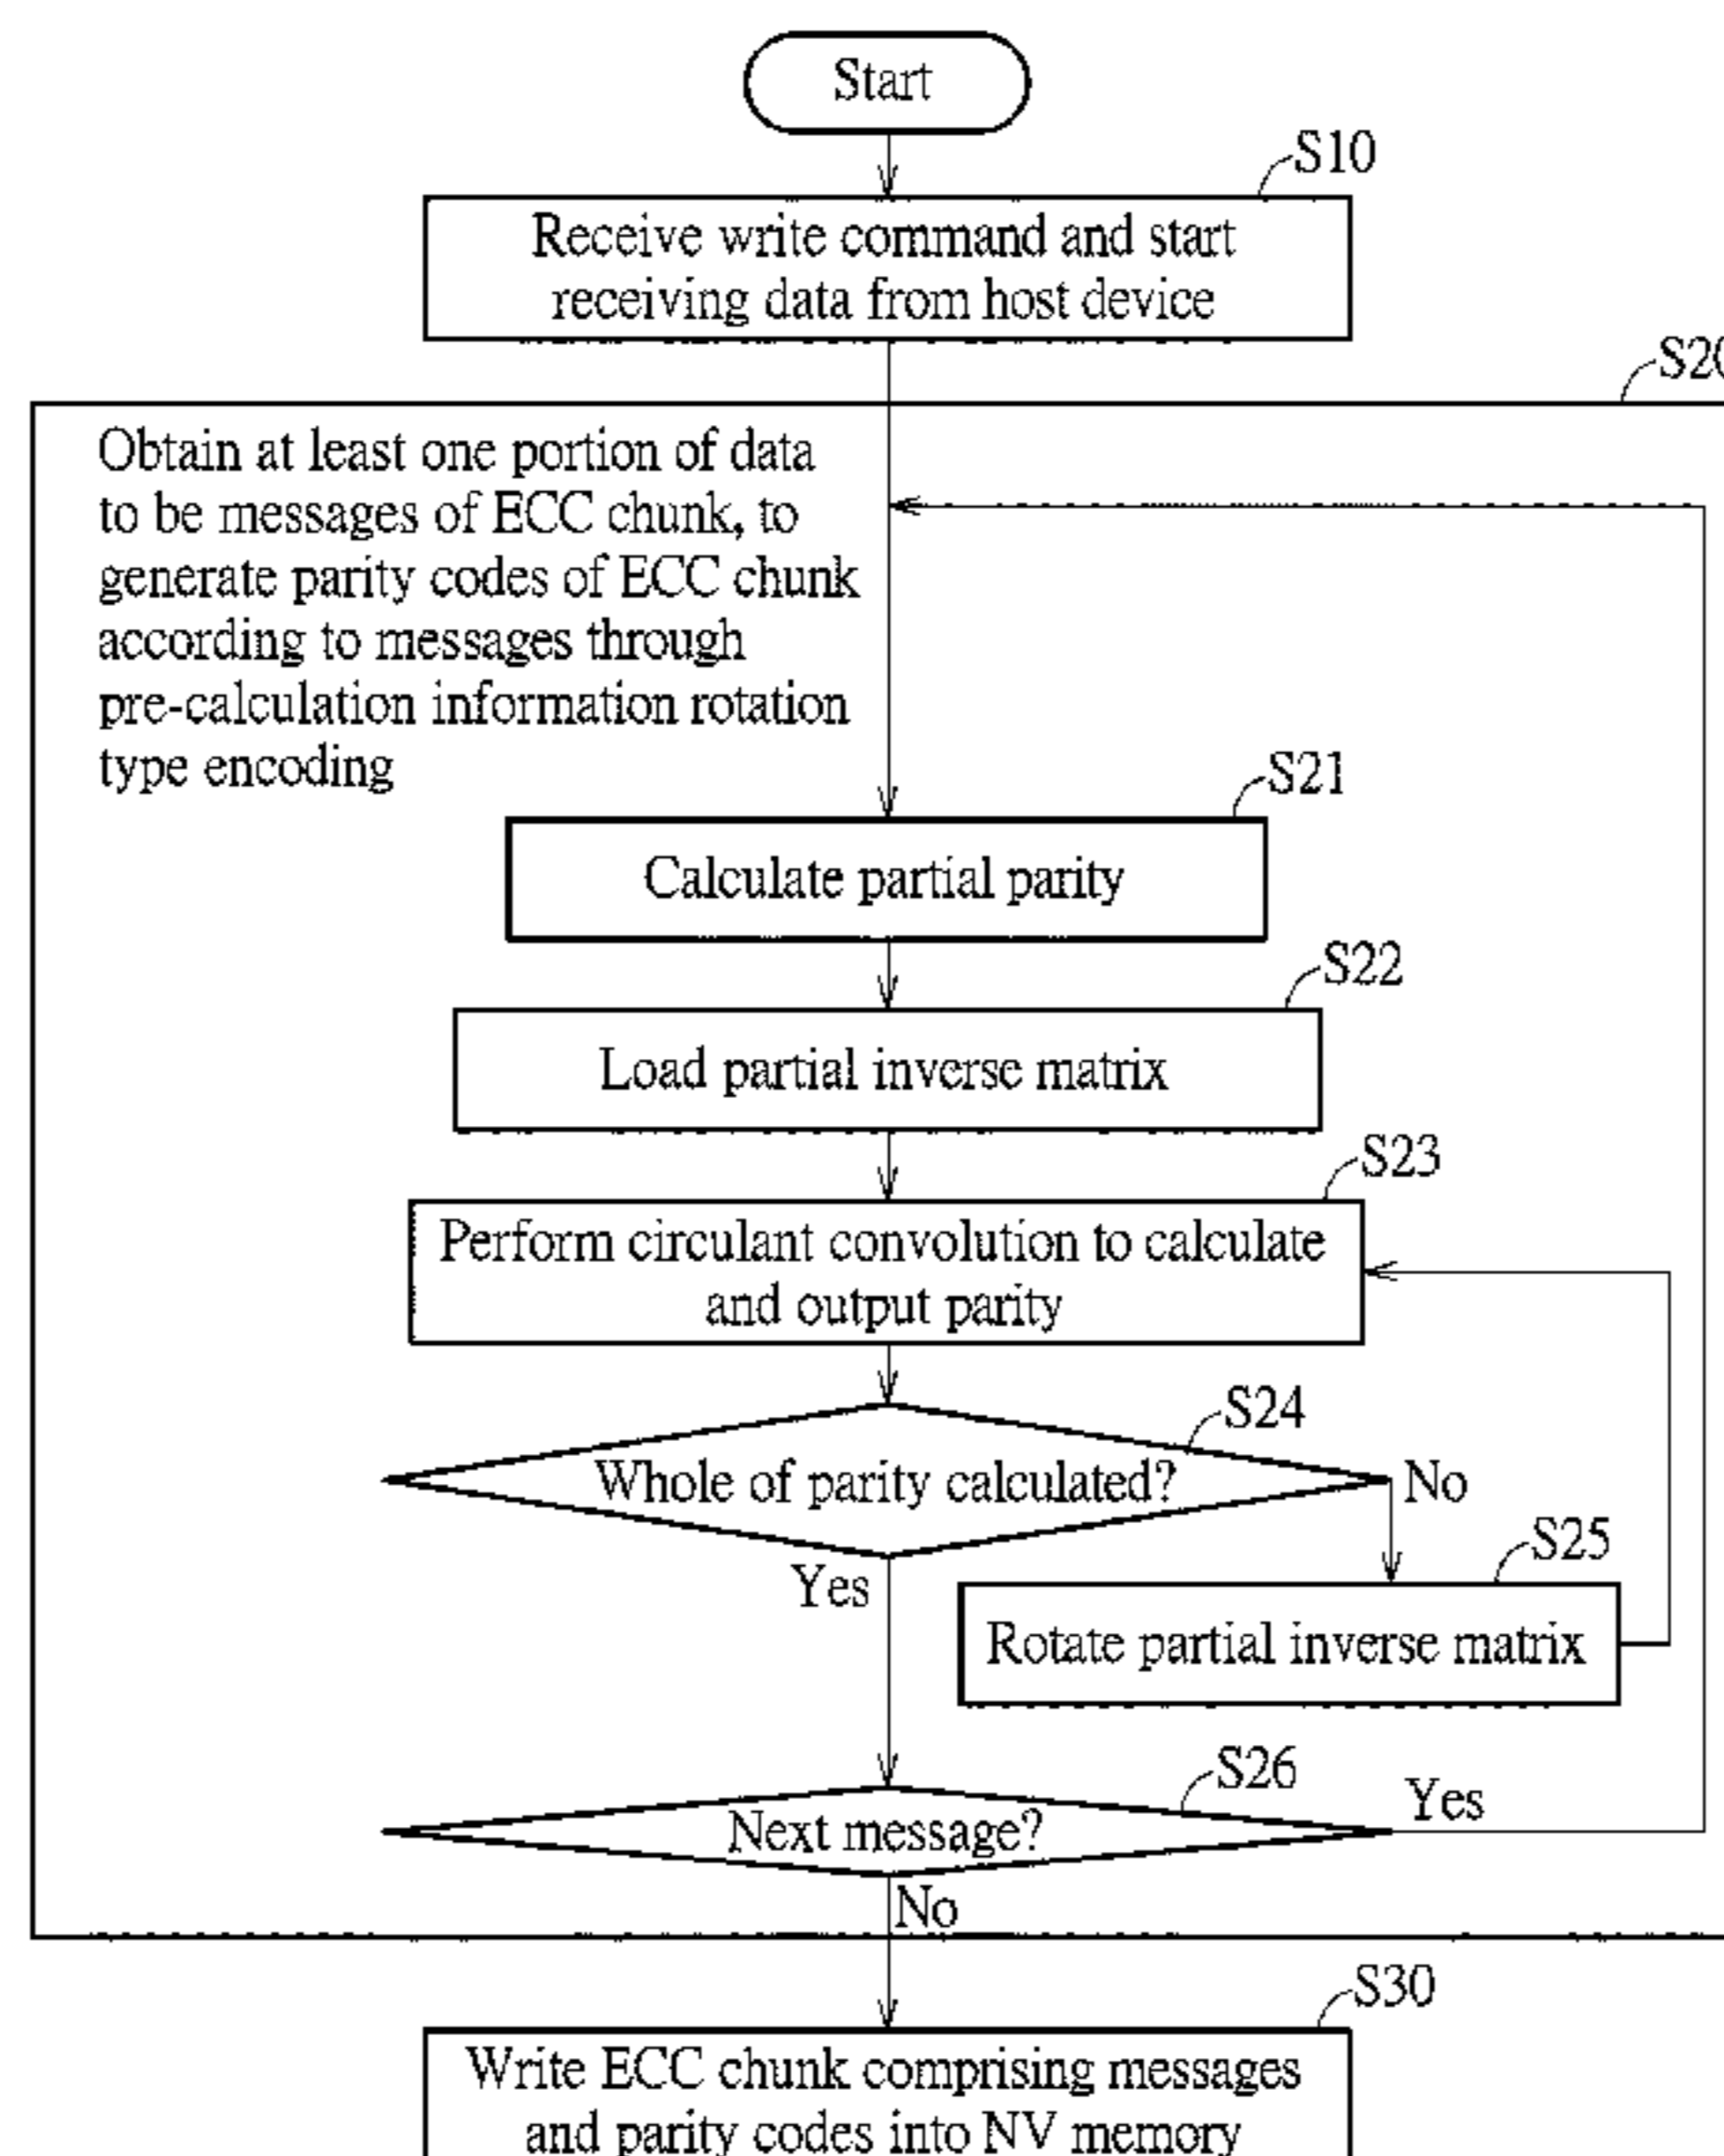 Start
S10
Receive write command and start
receiving data from host device
Obtain at least one portion of data
to be messages of ECC chunk, to
generate parity codes of ECC chunk
according to messages through
pre-calculation information rotation
type encoding
S21
Calculate partial parity
S22
Load partial inverse matrix
S23
Perform circulant convolution to calculate
and output parity
S24
Whole of parity calculated?
No
S25
Yes
Rotate partial inverse matrix
S26
Next message?
Yes
No
S30
Write ECC chunk comprising messages
and parity codes into NV memory